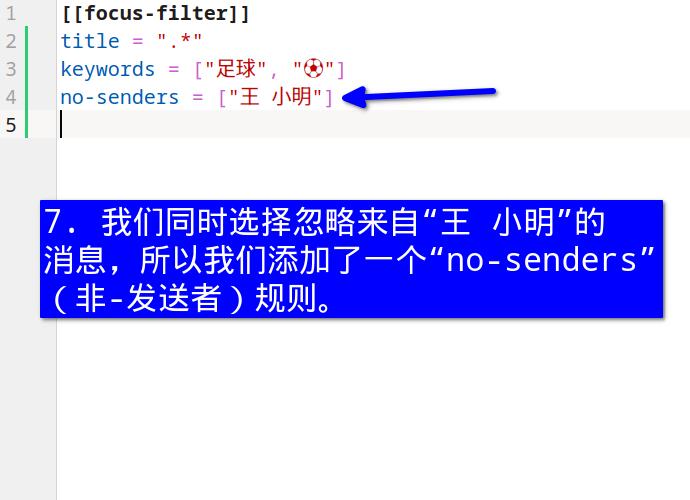 1 [[focus-filter]]
2 title = ".*"
3 keywords = ["足球", "⚽"]
4 no-senders = ["王 小明"]
5
7. 我们同时选择忽略来自“王 小明”的
消息，所以我们添加了一个“no-senders”
（非-发送者）规则。